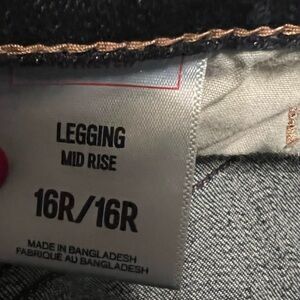 LEGGING
MID RISE
16R/16R
MADE IN BANGLADESH
FABRIQUÉ AU BANGLADESH